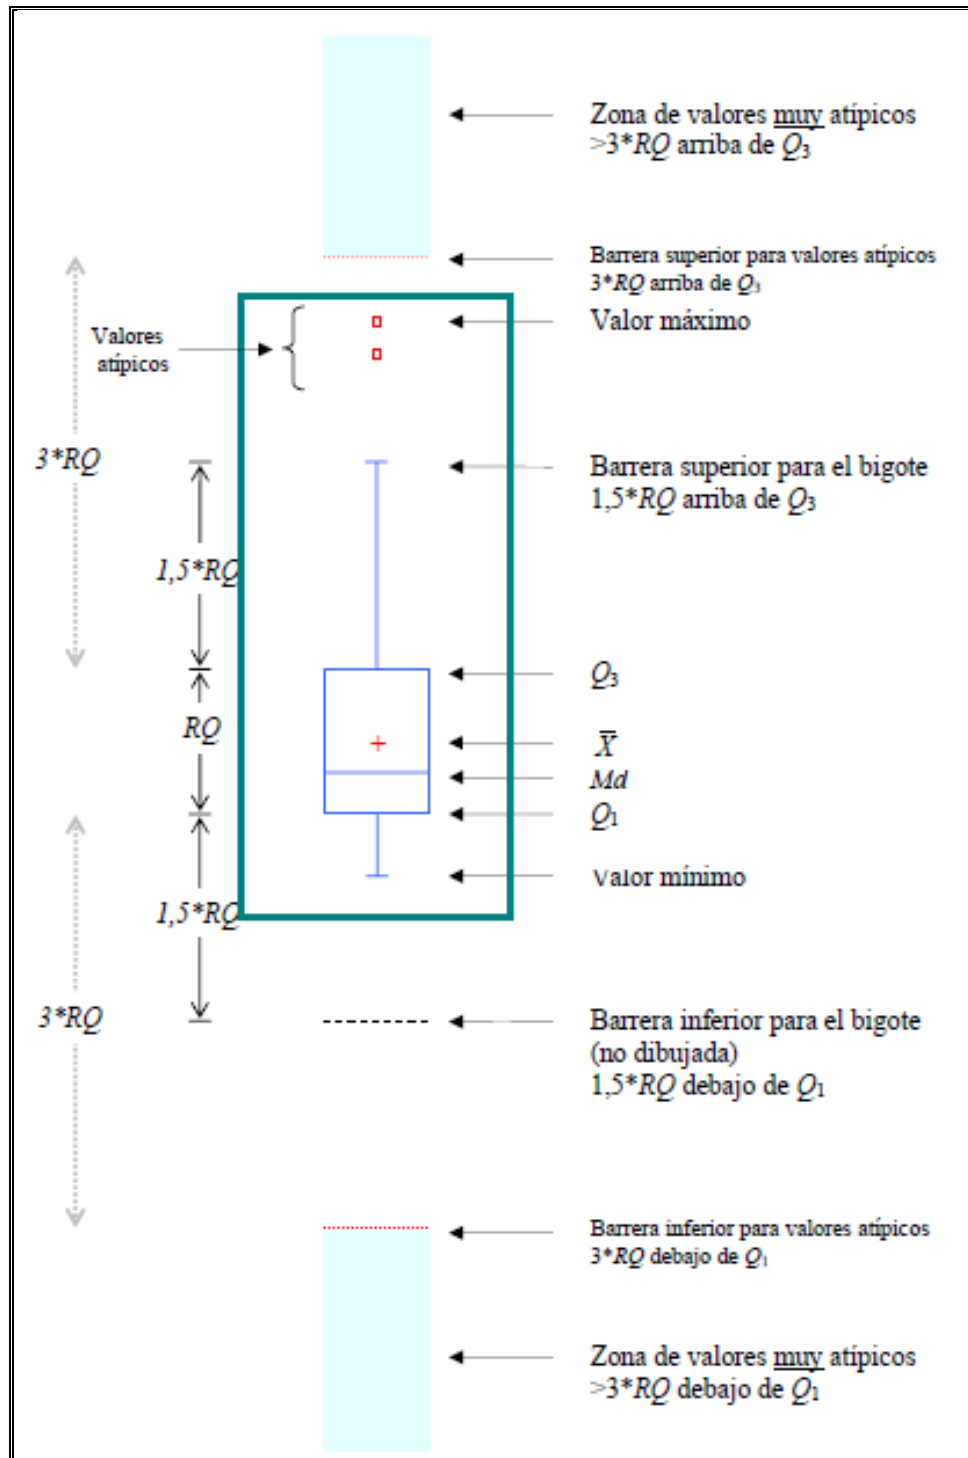 Zona de valores muy atípicos
>3*RQ arriba de Q3
Barrera superior para valores atípicos
3*RQ arriba de Q3
Valor máximo
Valores
atípicos
3*RQ
Barrera superior para el bigote
1,5*RQ arriba de Q3
1,5*RQ
Q3
RQ
X̄
Md
Q1
Valor mínimo
1,5*RQ
3*RQ
Barrera inferior para el bigote
(no dibujada)
1,5*RQ debajo de Q1
Barrera inferior para valores atípicos
3*RQ debajo de Q1
Zona de valores muy atípicos
>3*RQ debajo de Q1